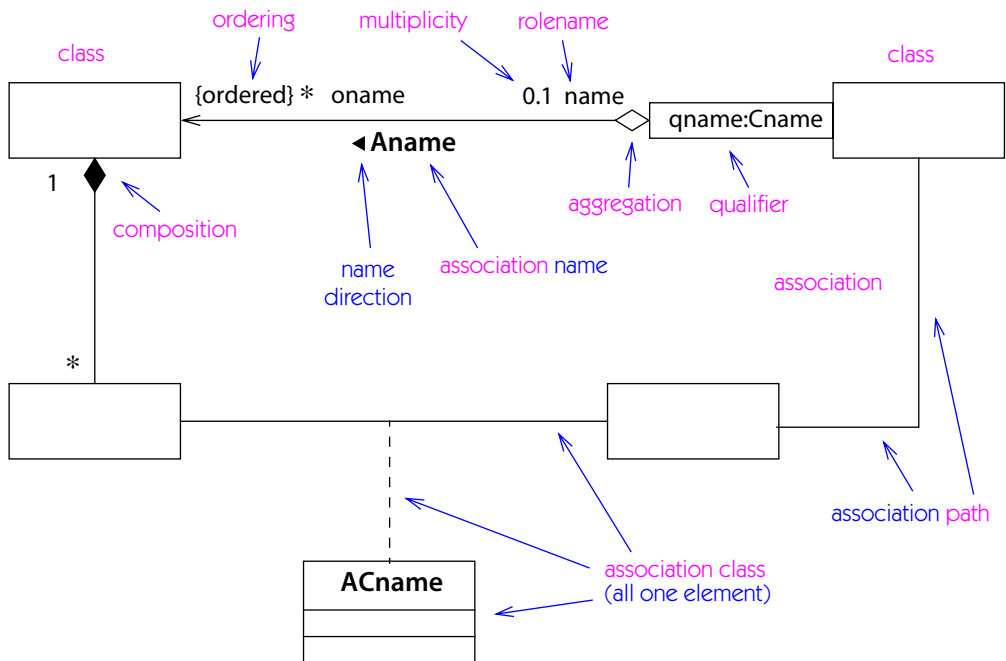 ordering multiplicity rolename
class class
{ordered} * oname 0.1 name
qname:Cname
◀ Aname
1
composition aggregation qualifier
name direction
association name
association
*
association path
ACname
association class
(all one element)